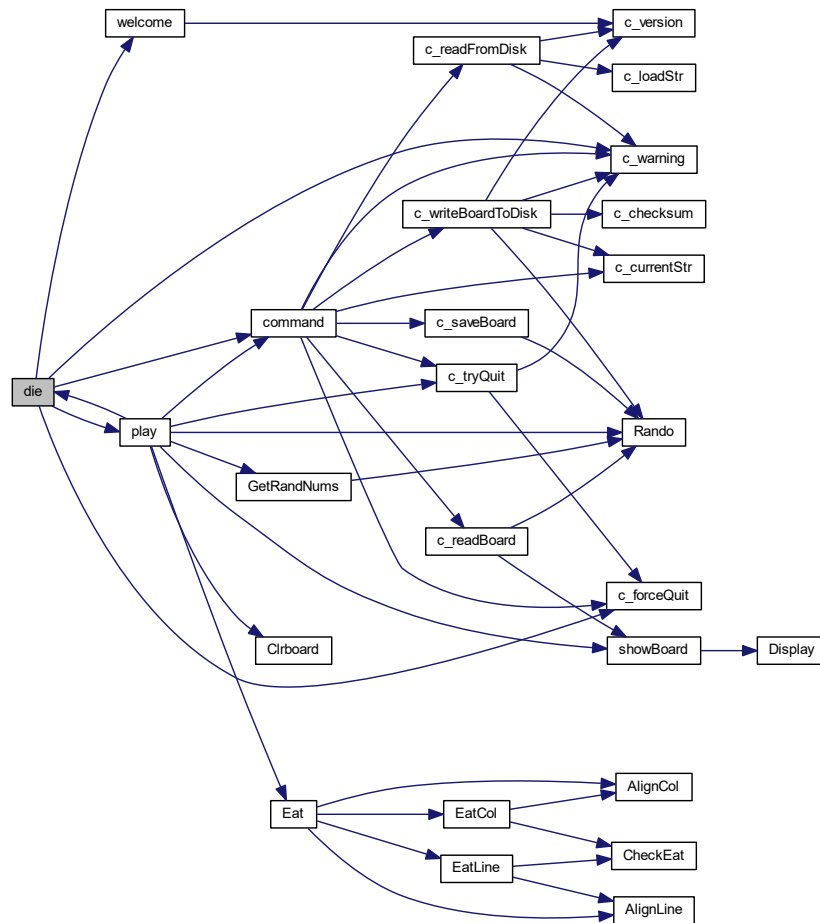 welcome
c_version
c_readFromDisk
c_loadStr
c_warning
c_writeBoardToDisk
c_checksum
c_currentStr
command
c_saveBoard
c_tryQuit
die
play
Rando
GetRandNums
c_readBoard
c_forceQuit
Clrboard
showBoard
Display
AlignCol
Eat
EatCol
CheckEat
EatLine
AlignLine